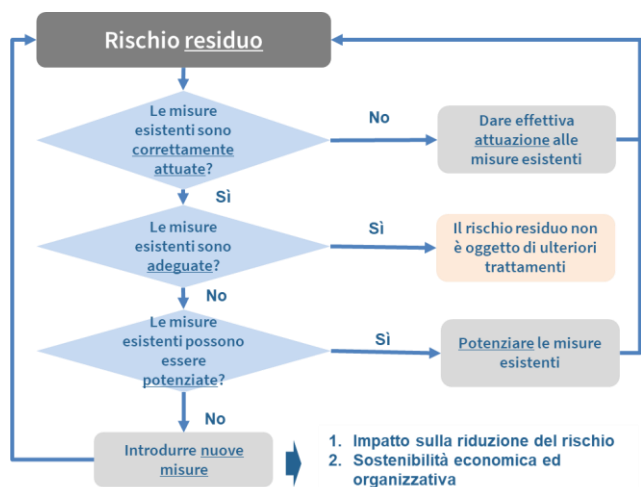 Rischio residuo
Le misure
esistenti sono
correttamente
attuate?
No
Dare effettiva
attuazione alle
misure esistenti
Sì
Le misure
esistenti sono
adeguate?
Sì
Il rischio residuo non
è oggetto di ulteriori
trattamenti
No
Le misure
esistenti possono
essere
potenziate?
Sì
Potenziare le misure
esistenti
No
Introdurre nuove
misure
1. Impatto sulla riduzione del rischio
2. Sostenibilità economica ed
organizzativa